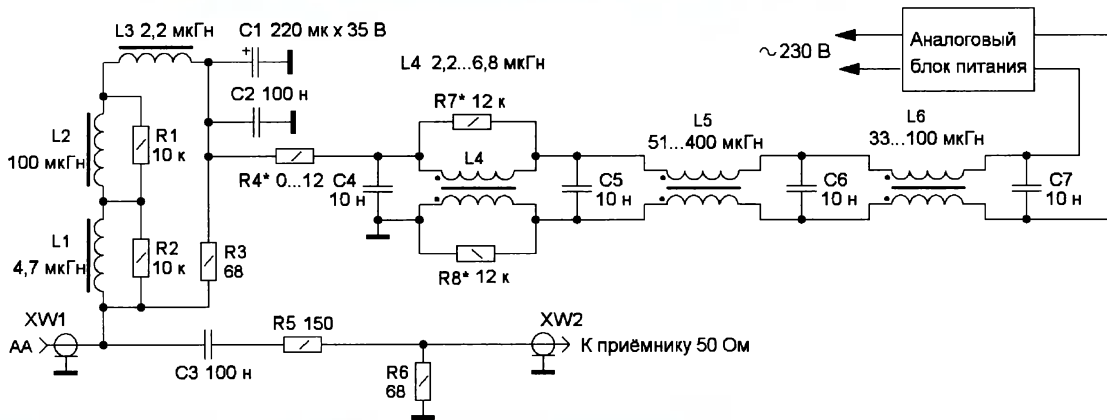 L3 2,2 мкГн
C1 220 мк x 35 В
+
C2 100 н
L2
100 мкГн
R1
10 к
L1
4,7 мкГн
R2
10 к
R3
68
R4* 0...12
C4
10 н
L4 2,2...6,8 мкГн
R7* 12 к
L4
R8* 12 к
C5
10 н
L5
51...400 мкГн
C6
10 н
L6
33...100 мкГн
C7
10 н
~230 В
Аналоговый
блок питания
XW1
АА
C3 100 н
R5 150
R6
68
XW2
К приёмнику 50 Ом